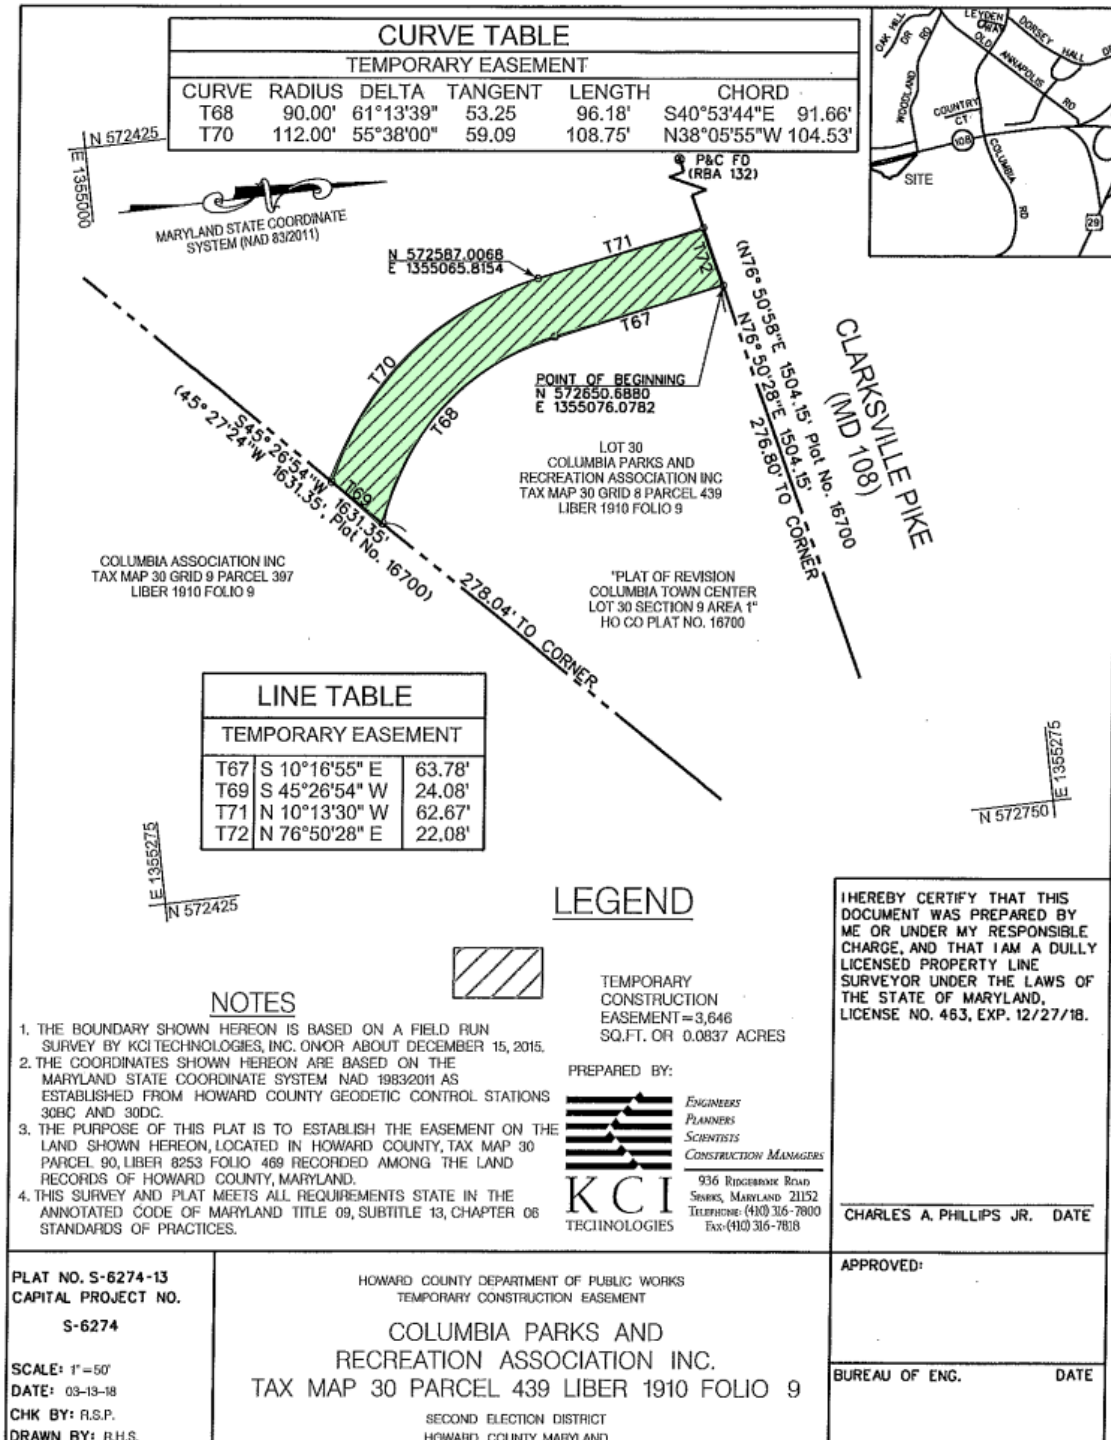 CURVE TABLE
TEMPORARY EASEMENT
CURVE RADIUS DELTA TANGENT LENGTH CHORD
T68 90.00' 61°13'39" 53.25 96.18' S40°53'44"E 91.66'
T70 112.00' 55°38'00" 59.09 108.75' N38°05'55"W 104.53'
OAK HILL
DR
WOODLAND
RD
LEYDEN
WAY
DORSEY
HALL
DR
OLD
ANNAPOLIS
RD
COUNTRY
CT.
108
COLUMBIA
RD
SITE
29
N 572425
E 1355000
MARYLAND STATE COORDINATE
SYSTEM (NAD 83/2011)
P&C FD
(RBA 132)
N 572587.0068
E 1355065.8154
T71
T72
T67
T70
T68
T69
POINT OF BEGINNING
N 572650.6880
E 1355076.0782
(N76°50'58"E 1504.15' Plat No. 16700
N76°50'28"E 1504.15'
276.80' TO CORNER
CLARKSVILLE PIKE
(MD 108)
LOT 30
COLUMBIA PARKS AND
RECREATION ASSOCIATION INC
TAX MAP 30 GRID 8 PARCEL 439
LIBER 1910 FOLIO 9
S45°26'54"W 1631.35'
(45°27'24"W 1631.35', Plat No. 16700)
278.04' TO CORNER
COLUMBIA ASSOCIATION INC
TAX MAP 30 GRID 9 PARCEL 397
LIBER 1910 FOLIO 9
"PLAT OF REVISION
COLUMBIA TOWN CENTER
LOT 30 SECTION 9 AREA 1"
HO CO PLAT NO. 16700
LINE TABLE
TEMPORARY EASEMENT
T67 S 10°16'55" E 63.78'
T69 S 45°26'54" W 24.08'
T71 N 10°13'30" W 62.67'
T72 N 76°50'28" E 22.08'
E 1355275
N 572750
E 1355275
N 572425
LEGEND
TEMPORARY
CONSTRUCTION
EASEMENT=3,646
SQ.FT. OR 0.0837 ACRES
NOTES
1. THE BOUNDARY SHOWN HEREON IS BASED ON A FIELD RUN
SURVEY BY KCI TECHNOLOGIES, INC. ON OR ABOUT DECEMBER 15, 2015.
2. THE COORDINATES SHOWN HEREON ARE BASED ON THE
MARYLAND STATE COORDINATE SYSTEM NAD 1983/2011 AS
ESTABLISHED FROM HOWARD COUNTY GEODETIC CONTROL STATIONS
30BC AND 30DC.
3. THE PURPOSE OF THIS PLAT IS TO ESTABLISH THE EASEMENT ON THE
LAND SHOWN HEREON, LOCATED IN HOWARD COUNTY, TAX MAP 30
PARCEL 90, LIBER 8253 FOLIO 469 RECORDED AMONG THE LAND
RECORDS OF HOWARD COUNTY, MARYLAND.
4. THIS SURVEY AND PLAT MEETS ALL REQUIREMENTS STATE IN THE
ANNOTATED CODE OF MARYLAND TITLE 09, SUBTITLE 13, CHAPTER 06
STANDARDS OF PRACTICES.
PREPARED BY:
ENGINEERS
PLANNERS
SCIENTISTS
CONSTRUCTION MANAGERS
KCI
TECHNOLOGIES
936 RIDGEBROOK ROAD
SPARKS, MARYLAND 21152
TELEPHONE: (410) 316-7800
FAX: (410) 316-7818
I HEREBY CERTIFY THAT THIS
DOCUMENT WAS PREPARED BY
ME OR UNDER MY RESPONSIBLE
CHARGE, AND THAT I AM A DULLY
LICENSED PROPERTY LINE
SURVEYOR UNDER THE LAWS OF
THE STATE OF MARYLAND,
LICENSE NO. 463, EXP. 12/27/18.
CHARLES A. PHILLIPS JR. DATE
APPROVED:
BUREAU OF ENG. DATE
PLAT NO. S-6274-13
CAPITAL PROJECT NO.
S-6274
SCALE: 1"=50'
DATE: 03-13-18
CHK BY: R.S.P.
DRAWN BY: R.H.S.
HOWARD COUNTY DEPARTMENT OF PUBLIC WORKS
TEMPORARY CONSTRUCTION EASEMENT
COLUMBIA PARKS AND
RECREATION ASSOCIATION INC.
TAX MAP 30 PARCEL 439 LIBER 1910 FOLIO 9
SECOND ELECTION DISTRICT
HOWARD COUNTY MARYLAND